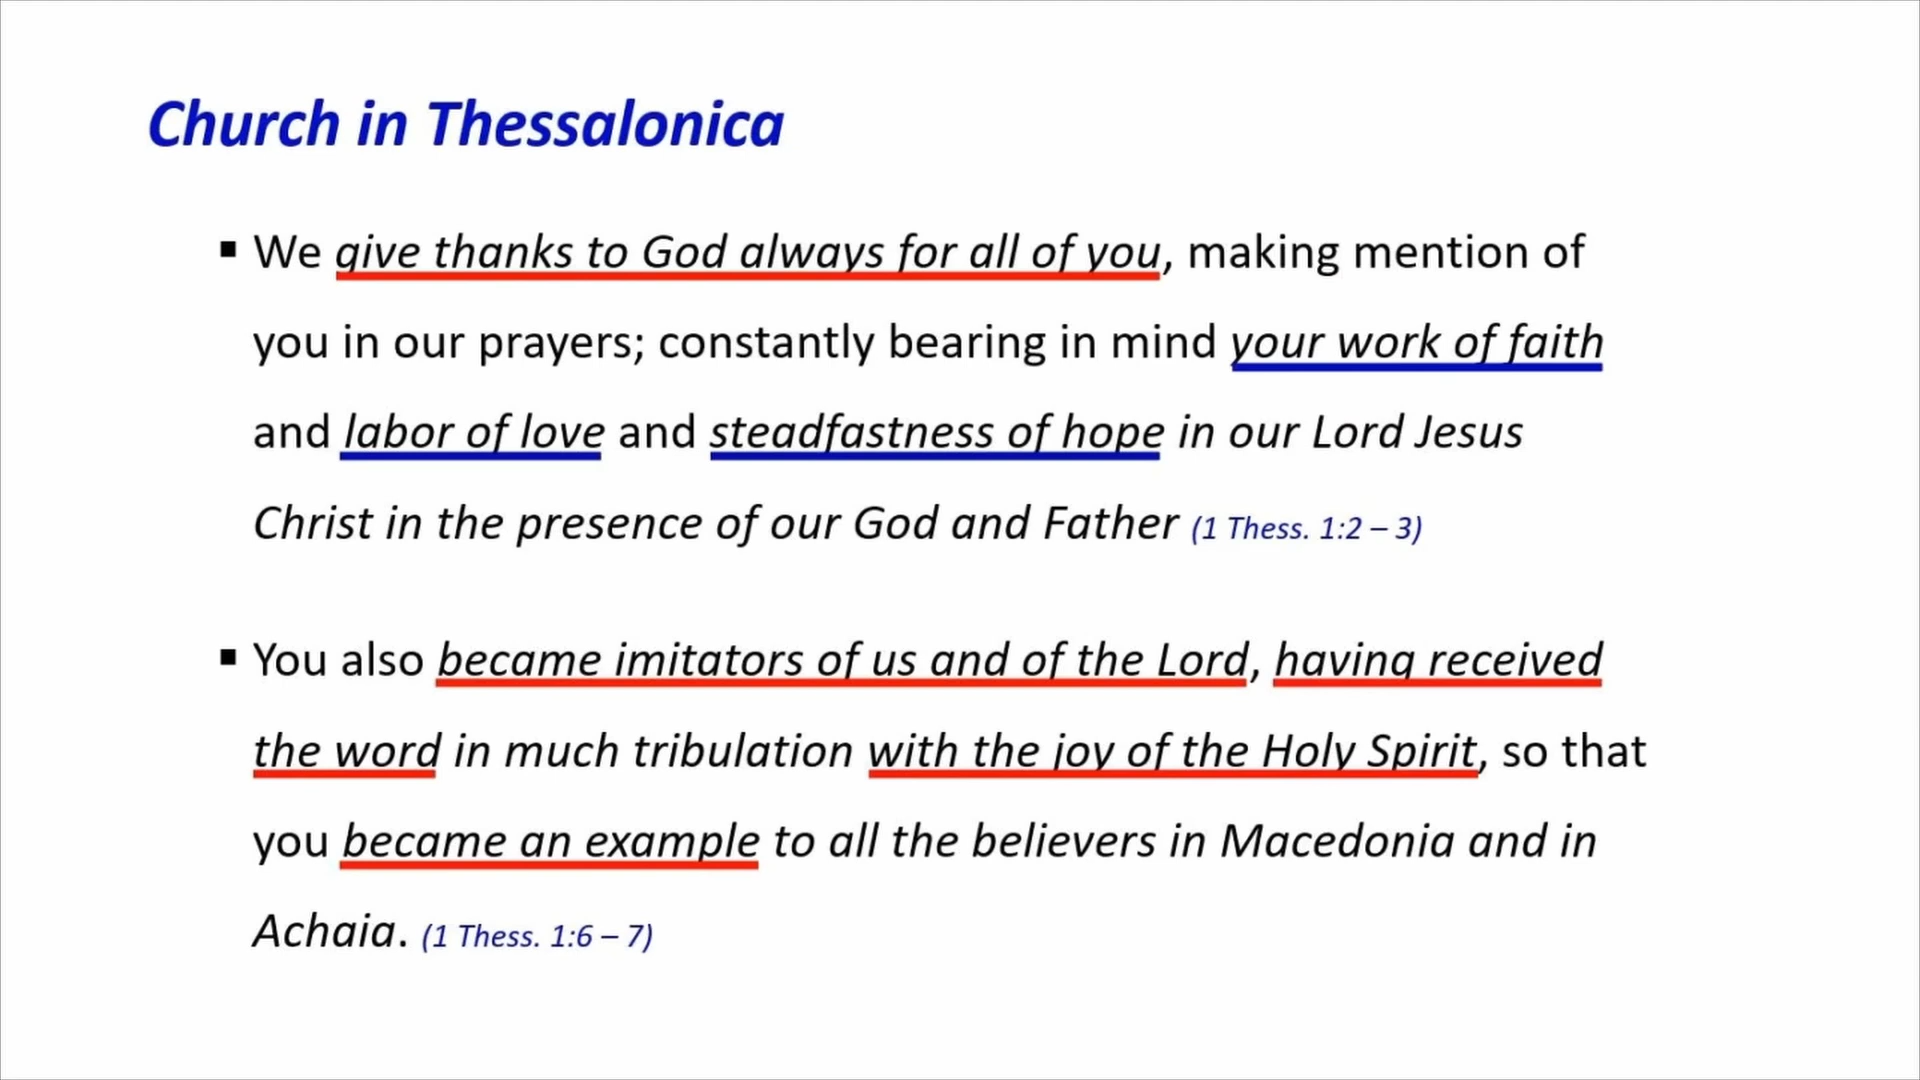 Church in Thessalonica
▪ We give thanks to God always for all of you, making mention of
you in our prayers; constantly bearing in mind your work of faith
and labor of love and steadfastness of hope in our Lord Jesus
Christ in the presence of our God and Father (1 Thess. 1:2 – 3)
▪ You also became imitators of us and of the Lord, having received
the word in much tribulation with the joy of the Holy Spirit, so that
you became an example to all the believers in Macedonia and in
Achaia. (1 Thess. 1:6 – 7)